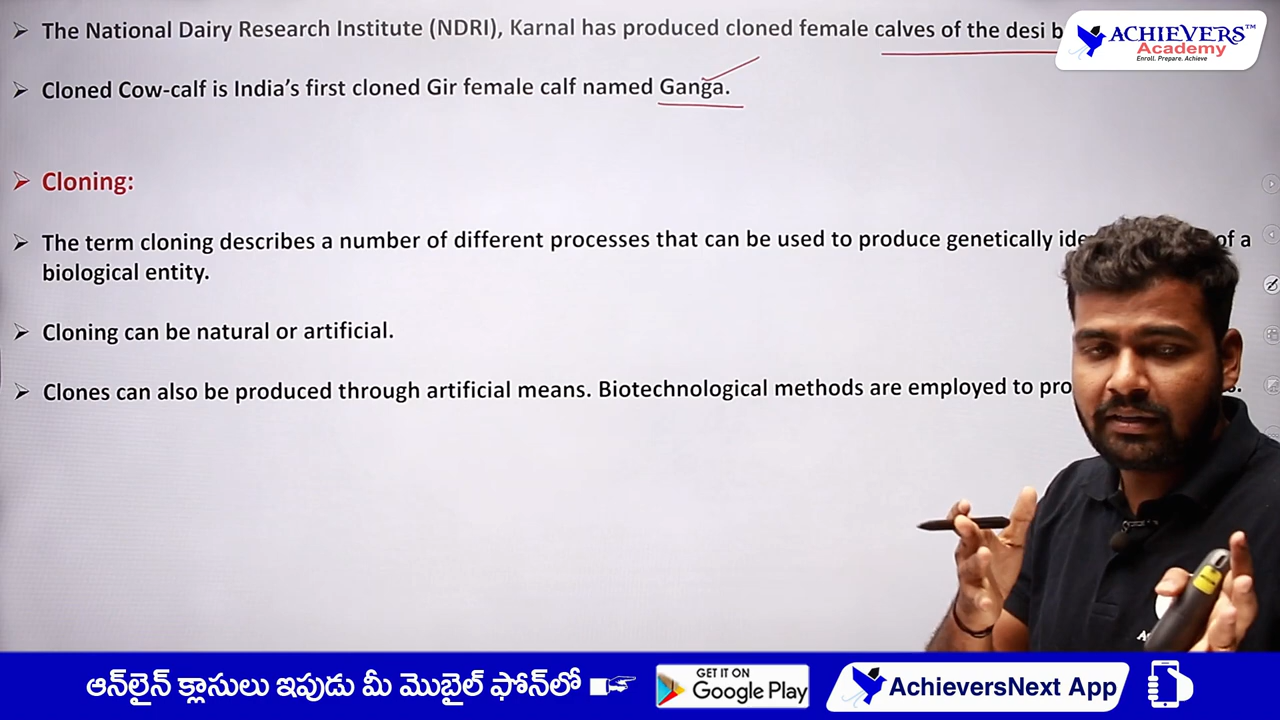 The National Dairy Research Institute (NDRI), Karnal has produced cloned female calves of the desi
ACHIEVERS™
Academy
Enroll. Prepare. Achieve
Cloned Cow-calf is India's first cloned Gir female calf named Ganga.
Cloning:
The term cloning describes a number of different processes that can be used to produce genetically of a
biological entity.
Cloning can be natural or artificial.
Clones can also be produced through artificial means. Biotechnological methods are employed to
ఆన్‌లైన్ క్లాసులు ఇపుడు మీ మొబైల్ ఫోన్‌లో
GET IT ON
Google Play
AchieversNext App